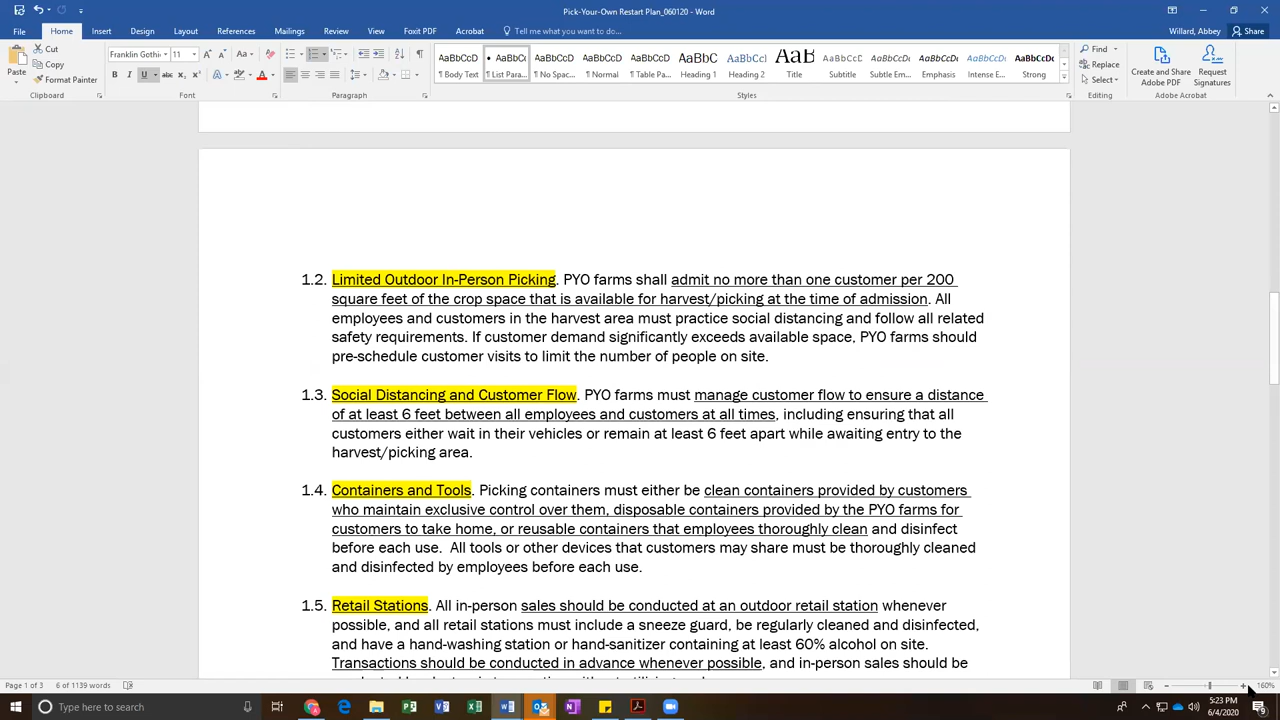 Pick-Your-Own Restart Plan_060120 - Word
Willard, Abbey
Share
File Home Insert Design Layout References Mailings Review View Foxit PDF Acrobat Tell me what you want to do...
Paste
Cut
Copy
Format Painter
Clipboard
Franklin Gothi 11
Font
Paragraph
AaBbCcD ¶ Body Text
AaBbCc ¶ List Para...
AaBbCcD ¶ No Spac...
AaBbCcD ¶ Normal
AaBbCcD ¶ Table Pa...
AaBbC Heading 1
AaBbCcl Heading 2
AaB Title
AaBbCcC Subtitle
AaBbCcDc Subtle Em...
AaBbCcDc Emphasis
AaBbCcDc Intense E...
AaBbCcDc Strong
Styles
Find
Replace
Select
Editing
Create and Share Adobe PDF
Request Signatures
Adobe Acrobat
1.2. Limited Outdoor In-Person Picking. PYO farms shall admit no more than one customer per 200
square feet of the crop space that is available for harvest/picking at the time of admission. All
employees and customers in the harvest area must practice social distancing and follow all related
safety requirements. If customer demand significantly exceeds available space, PYO farms should
pre-schedule customer visits to limit the number of people on site.
1.3. Social Distancing and Customer Flow. PYO farms must manage customer flow to ensure a distance
of at least 6 feet between all employees and customers at all times, including ensuring that all
customers either wait in their vehicles or remain at least 6 feet apart while awaiting entry to the
harvest/picking area.
1.4. Containers and Tools. Picking containers must either be clean containers provided by customers
who maintain exclusive control over them, disposable containers provided by the PYO farms for
customers to take home, or reusable containers that employees thoroughly clean and disinfect
before each use. All tools or other devices that customers may share must be thoroughly cleaned
and disinfected by employees before each use.
1.5. Retail Stations. All in-person sales should be conducted at an outdoor retail station whenever
possible, and all retail stations must include a sneeze guard, be regularly cleaned and disinfected,
and have a hand-washing station or hand-sanitizer containing at least 60% alcohol on site.
Transactions should be conducted in advance whenever possible, and in-person sales should be
Page 1 of 3 6 of 1139 words
160%
Type here to search
5:23 PM
6/4/2020